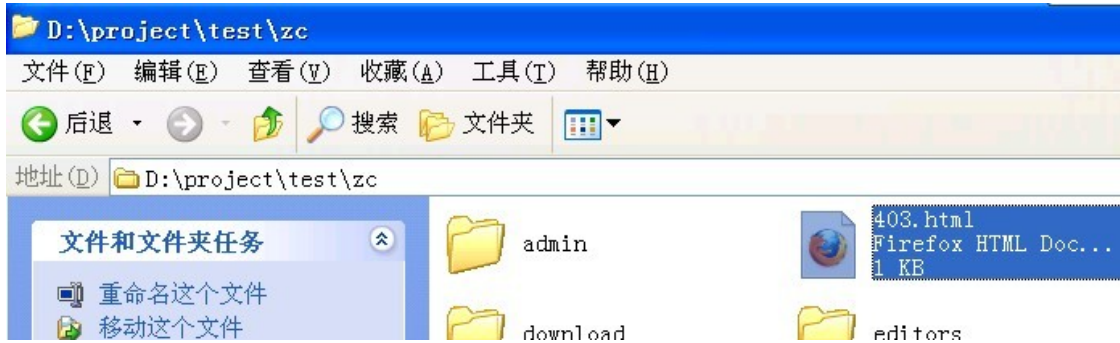 D:\project\test\zc
文件(F) 编辑(E) 查看(V) 收藏(A) 工具(T) 帮助(H)
后退 搜索 文件夹
地址(D) D:\project\test\zc
文件和文件夹任务
重命名这个文件
移动这个文件
admin
403.html
Firefox HTML Doc...
1 KB
download
editors